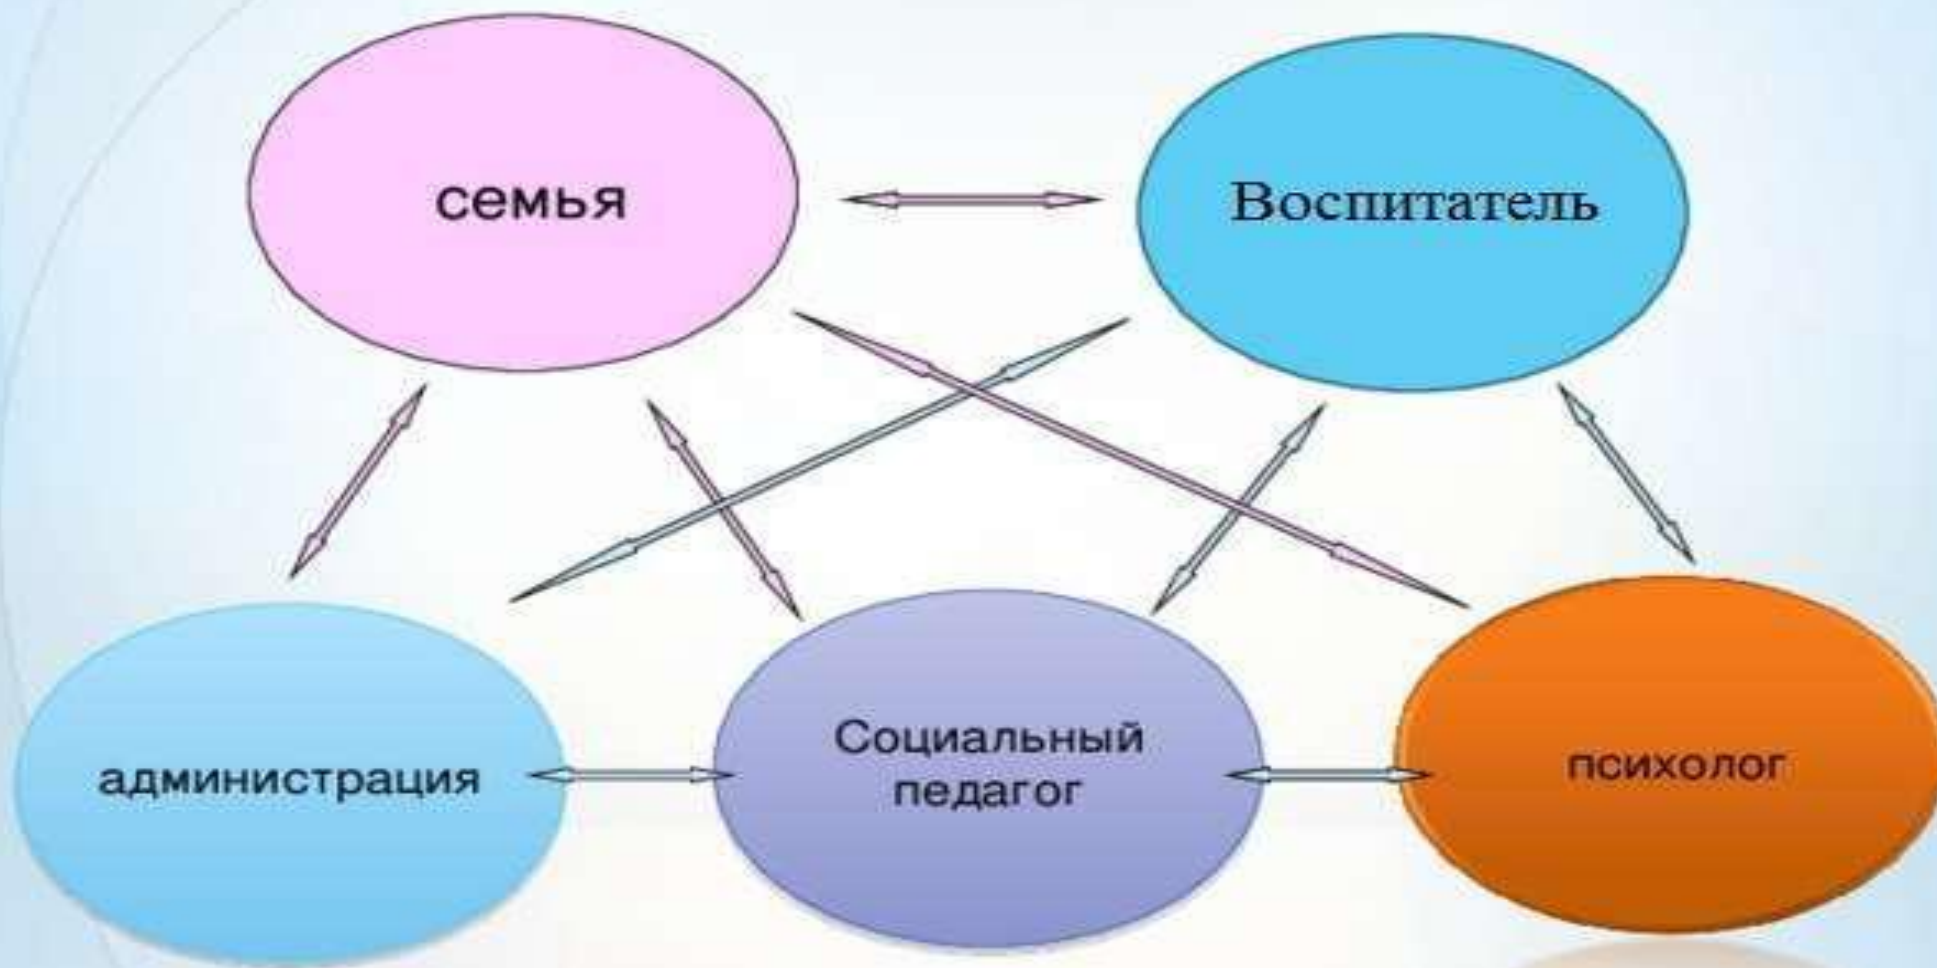 семья
Воспитатель
администрация
Социальный
педагог
психолог